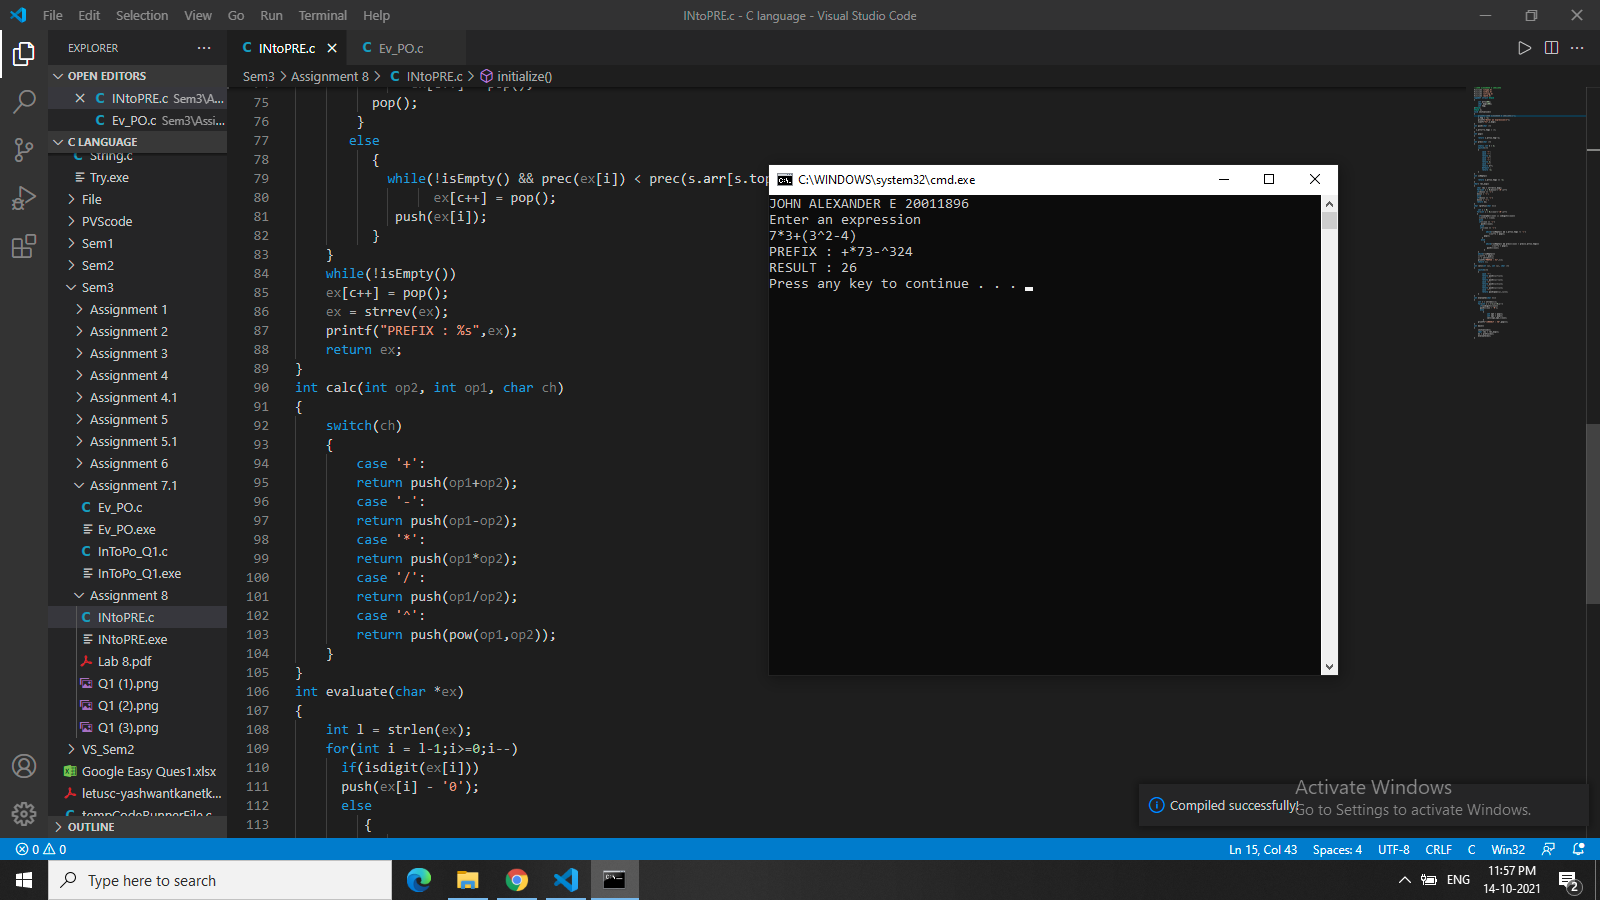 File Edit Selection View Go Run Terminal Help
INtoPRE.c - C language - Visual Studio Code
EXPLORER
OPEN EDITORS
INtoPRE.c Sem3\A...
Ev_PO.c Sem3\Assi...
C LANGUAGE
String.c
Try.exe
File
PVScode
Sem1
Sem2
Sem3
Assignment 1
Assignment 2
Assignment 3
Assignment 4
Assignment 4.1
Assignment 5
Assignment 5.1
Assignment 6
Assignment 7.1
Ev_PO.c
Ev_PO.exe
InToPo_Q1.c
InToPo_Q1.exe
Assignment 8
INtoPRE.c
INtoPRE.exe
Lab 8.pdf
Q1 (1).png
Q1 (2).png
Q1 (3).png
VS_Sem2
Google Easy Ques1.xlsx
letusc-yashwantkanetk...
tempCodeRunnerFile.c
OUTLINE
INtoPRE.c
Ev_PO.c
Sem3 > Assignment 8 > C INtoPRE.c > initialize()
75 pop();
76 }
77 else
78 {
79 while(!isEmpty() && prec(ex[i]) < prec(s.arr[s.top
80 ex[c++] = pop();
81 push(ex[i]);
82 }
83 }
84 while(!isEmpty())
85 ex[c++] = pop();
86 ex = strrev(ex);
87 printf("PREFIX : %s",ex);
88 return ex;
89 }
90 int calc(int op2, int op1, char ch)
91 {
92 switch(ch)
93 {
94 case '+':
95 return push(op1+op2);
96 case '-':
97 return push(op1-op2);
98 case '*':
99 return push(op1*op2);
100 case '/':
101 return push(op1/op2);
102 case '^':
103 return push(pow(op1,op2));
104 }
105 }
106 int evaluate(char *ex)
107 {
108 int l = strlen(ex);
109 for(int i = l-1;i>=0;i--)
110 if(isdigit(ex[i]))
111 push(ex[i] - '0');
112 else
113 {
C:\WINDOWS\system32\cmd.exe
JOHN ALEXANDER E 20011896
Enter an expression
7*3+(3^2-4)
PREFIX : +*73-^324
RESULT : 26
Press any key to continue . . .
Compiled successfully!
Activate Windows
Go to Settings to activate Windows.
0 0
Ln 15, Col 43 Spaces: 4 UTF-8 CRLF C Win32
Type here to search
ENG
11:57 PM
14-10-2021
2